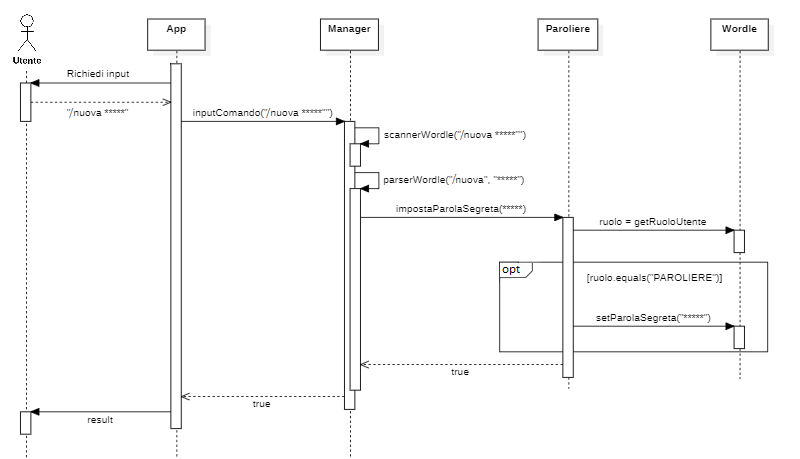 App
Manager
Paroliere
Wordle
Utente
Richiedi input
"/nuova *****"
inputComando("/nuova *****"")
scannerWordle("/nuova *****"")
parserWordle("/nuova", "*****")
impostaParolaSegreta(*****)
ruolo = getRuoloUtente
opt
[ruolo.equals("PAROLIERE")]
setParolaSegreta("*****")
true
true
result